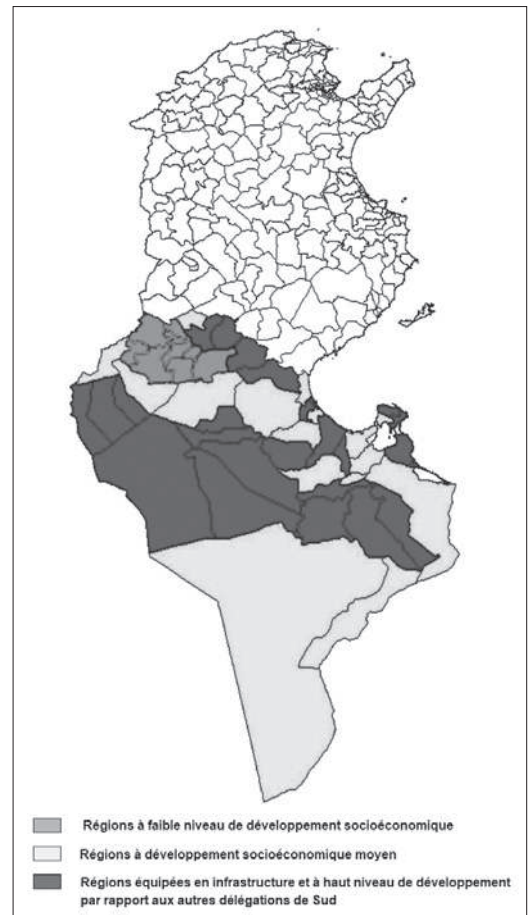 Régions à faible niveau de développement socioéconomique
Régions à développement socioéconomique moyen
Régions équipées en infrastructure et à haut niveau de développement
par rapport aux autres délégations de Sud